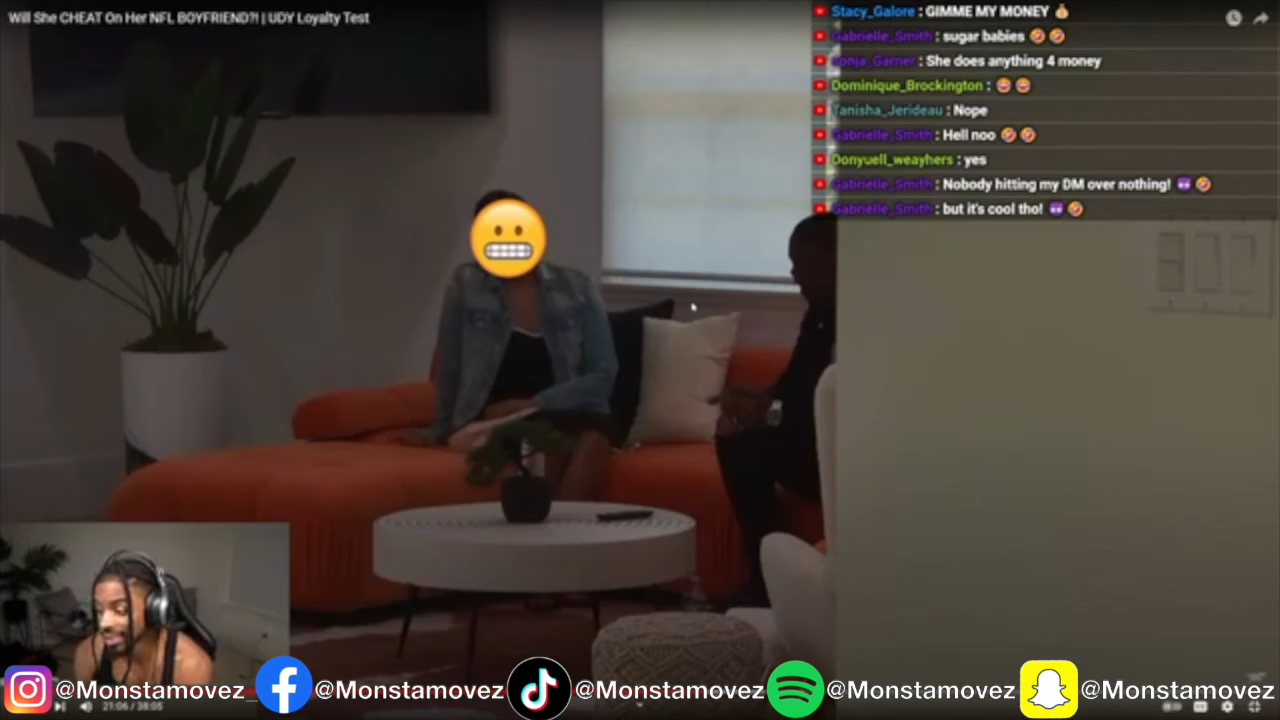 Will She CHEAT On Her NFL BOYFRIEND?! | UDY Loyalty Test
Stacy_Galore : GIMME MY MONEY
Gabrielle_Smith : sugar babies
Sonja_Garner : She does anything 4 money
Dominique_Brockington :
Tanisha_Jerideau : Nope
Gabrielle_Smith : Hell noo
Donyuell_weayhers : yes
Gabrielle_Smith : Nobody hitting my DM over nothing!
Gabrielle_Smith : but it's cool tho!
@Monstamovez_ @Monstamovez @Monstamovez @Monstamovez @Monstamovez
21:06 / 38:05